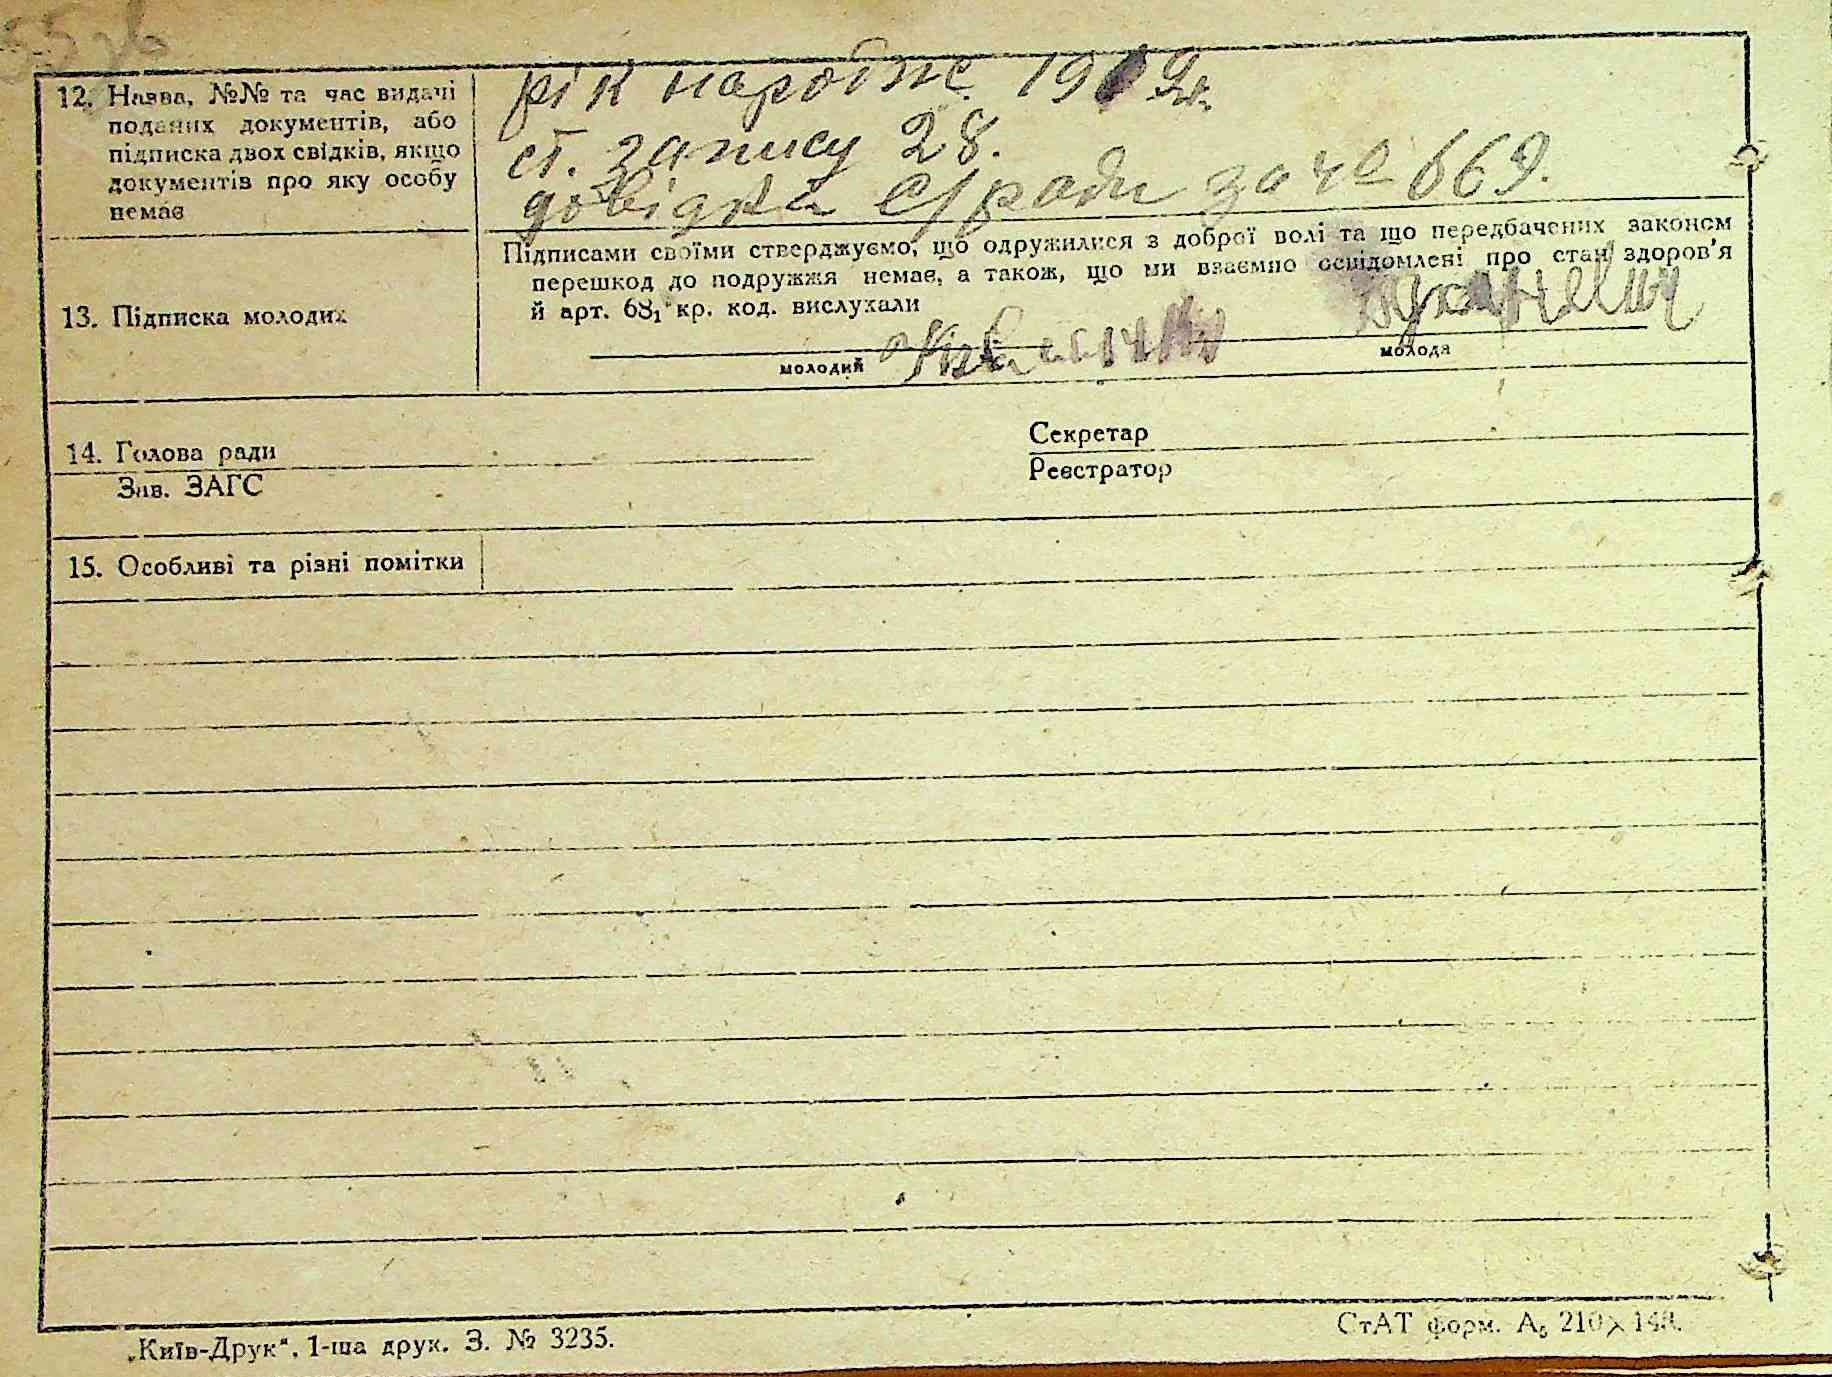 12. Назва, №№ та час видачі
поданих документів, або
підписка двох свідків, якщо
документів про яку особу
немає
рік народж. 19 9 р.
ст. запису 28.
довідка с/ради за № 669.
13. Підписка молодих
Підписами своїми стверджуємо, що одружилися з доброї волі та що передбачених законом
перешкод до подружжя немає, а також, що ми взаємно освідомлені про стан здоров'я
й арт. 68₁ кр. код. вислухали
молодий
молодя
14. Голова ради
Зав. ЗАГС
Секретар
Реєстратор
15. Особливі та різні помітки
„Київ-Друк“, 1-ша друк. З. № 3235.
СтАТ форм. А₅ 210 × 148.